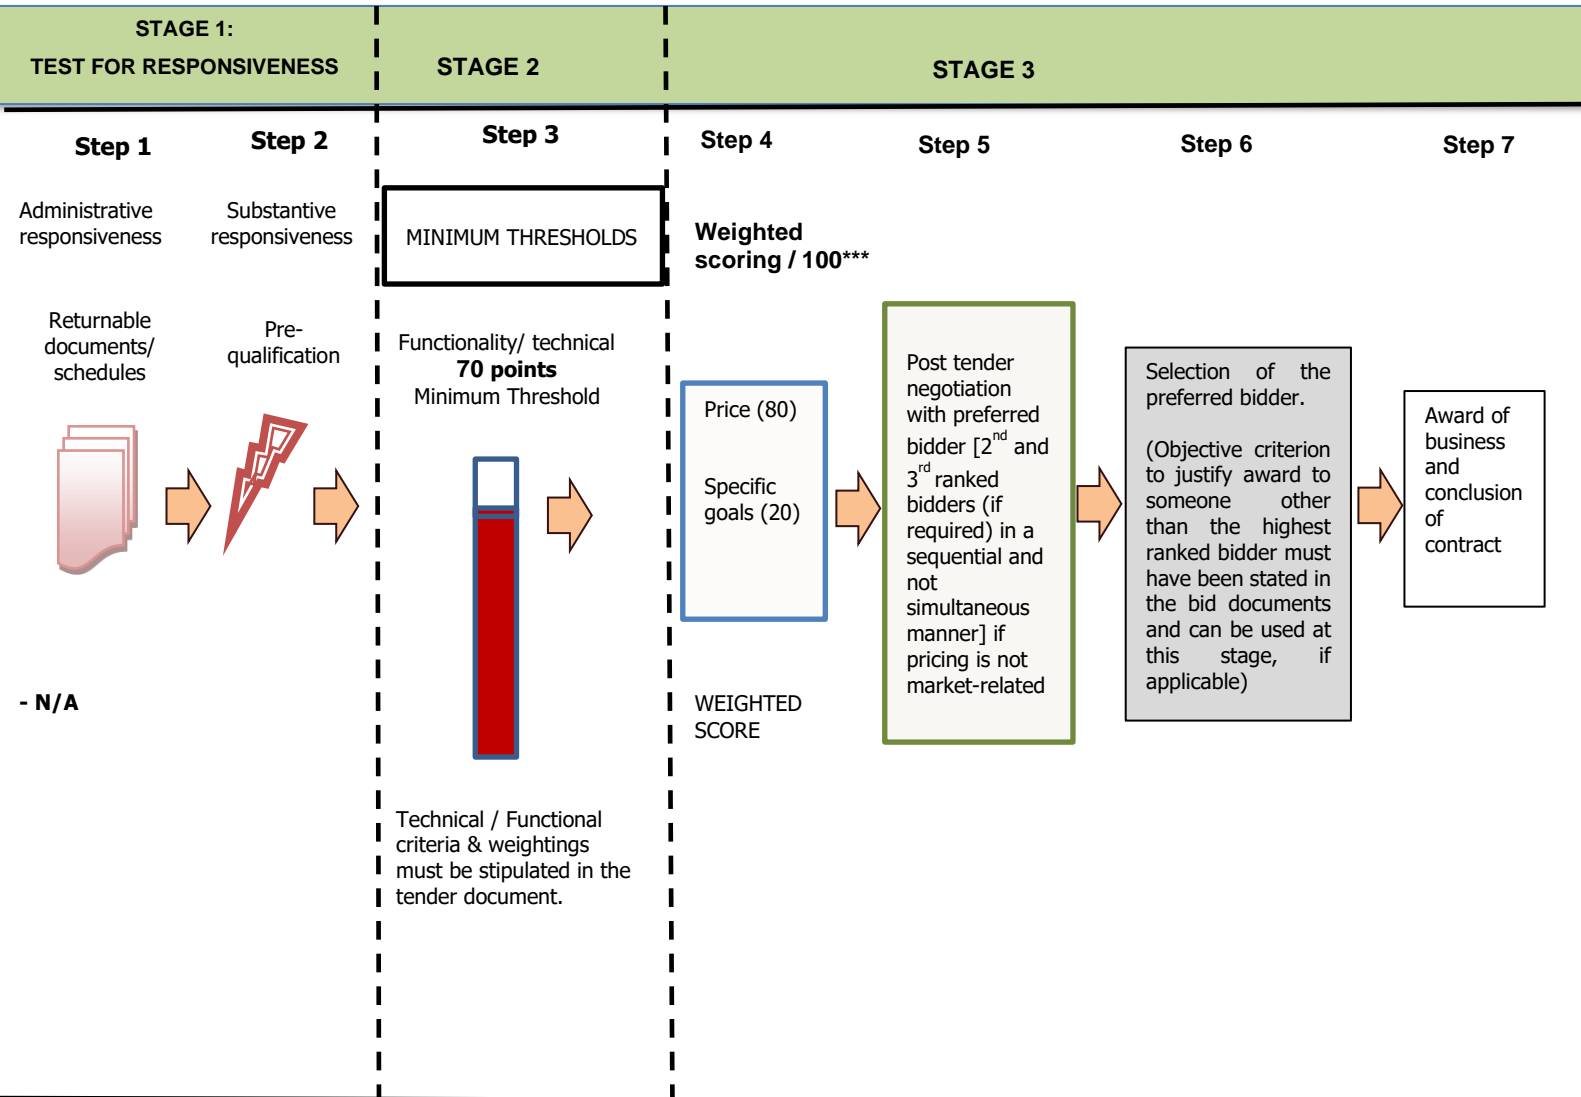 STAGE 1:
TEST FOR RESPONSIVENESS
STAGE 2
STAGE 3
Step 1
Step 2
Step 3
Step 4
Step 5
Step 6
Step 7
Administrative
responsiveness
Substantive
responsiveness
MINIMUM THRESHOLDS
Weighted
scoring / 100***
Returnable
documents/
schedules
Pre-
qualification
Functionality/ technical
70 points
Minimum Threshold
Price (80)
Specific
goals (20)
Post tender
negotiation
with preferred
bidder [2nd and
3rd ranked
bidders (if
required) in a
sequential and
not
simultaneous
manner] if
pricing is not
market-related
Selection of the
preferred bidder.
(Objective criterion
to justify award to
someone other
than the highest
ranked bidder must
have been stated in
the bid documents
and can be used at
this stage, if
applicable)
Award of
business
and
conclusion
of
contract
- N/A
WEIGHTED
SCORE
Technical / Functional
criteria & weightings
must be stipulated in the
tender document.